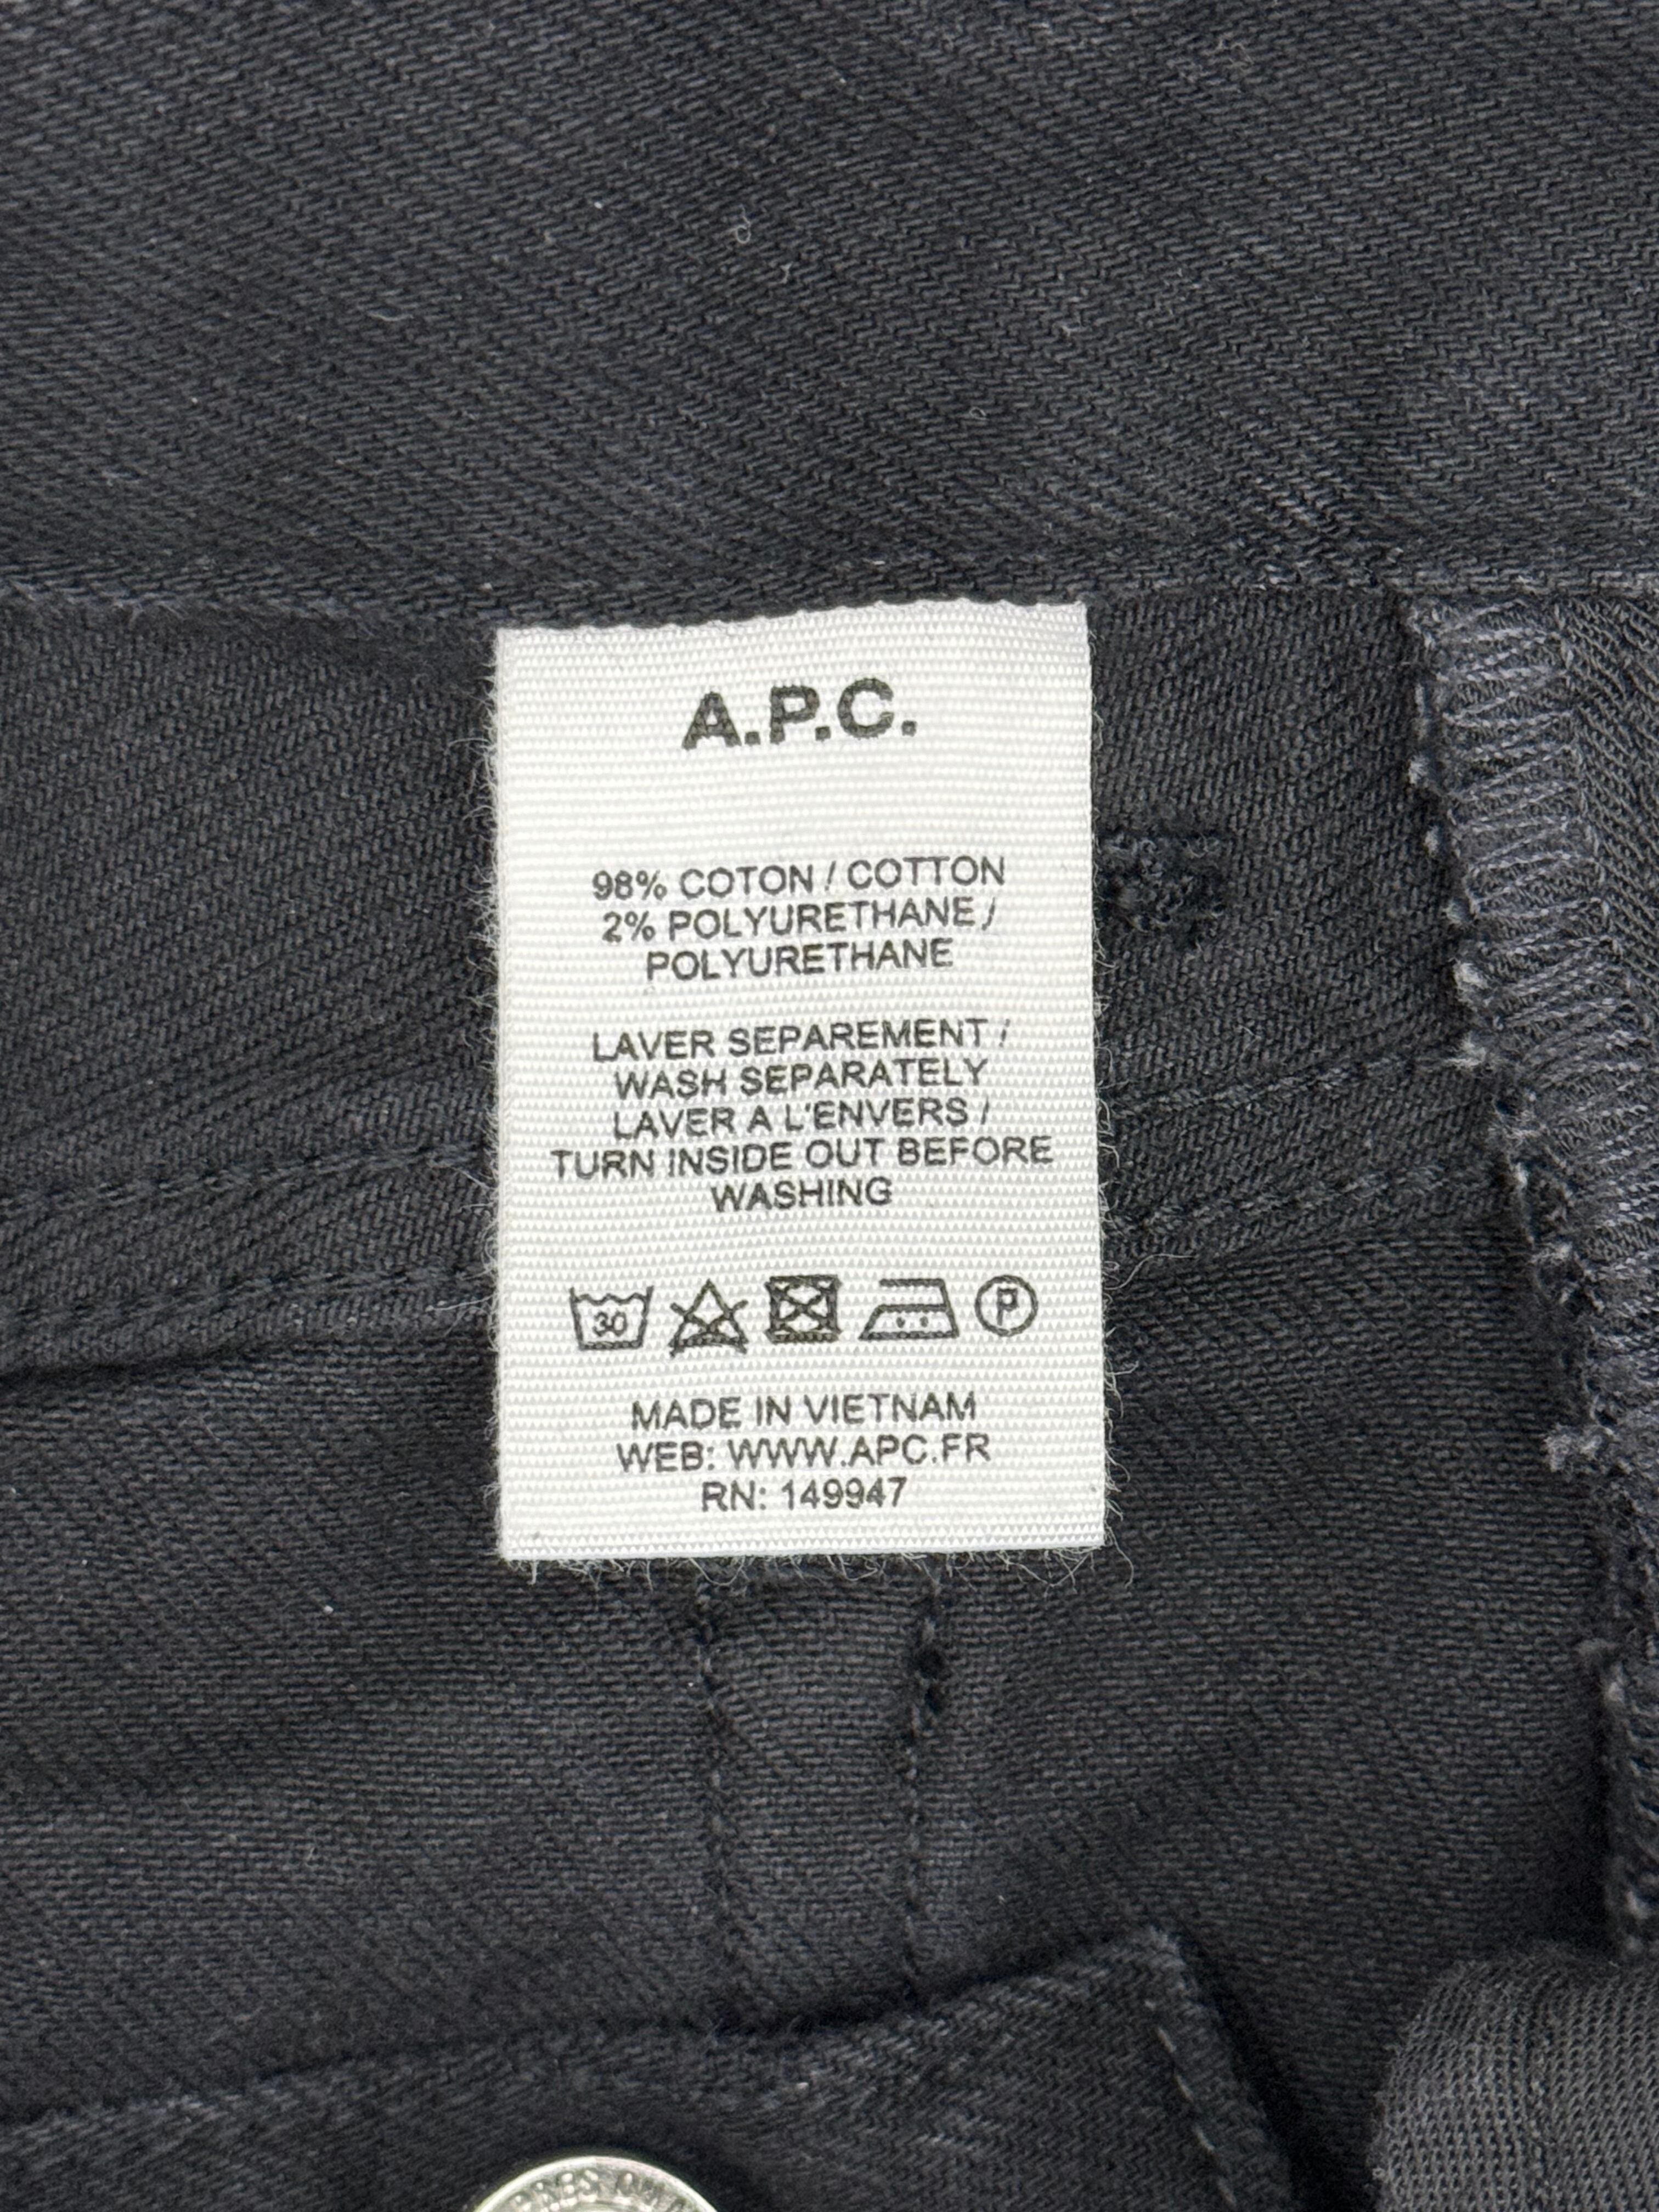 A.P.C.
98% COTON / COTTON
2% POLYURETHANE /
POLYURETHANE
LAVER SEPAREMENT /
WASH SEPARATELY
LAVER A L'ENVERS /
TURN INSIDE OUT BEFORE
WASHING
30 P
MADE IN VIETNAM
WEB: WWW.APC.FR
RN: 149947